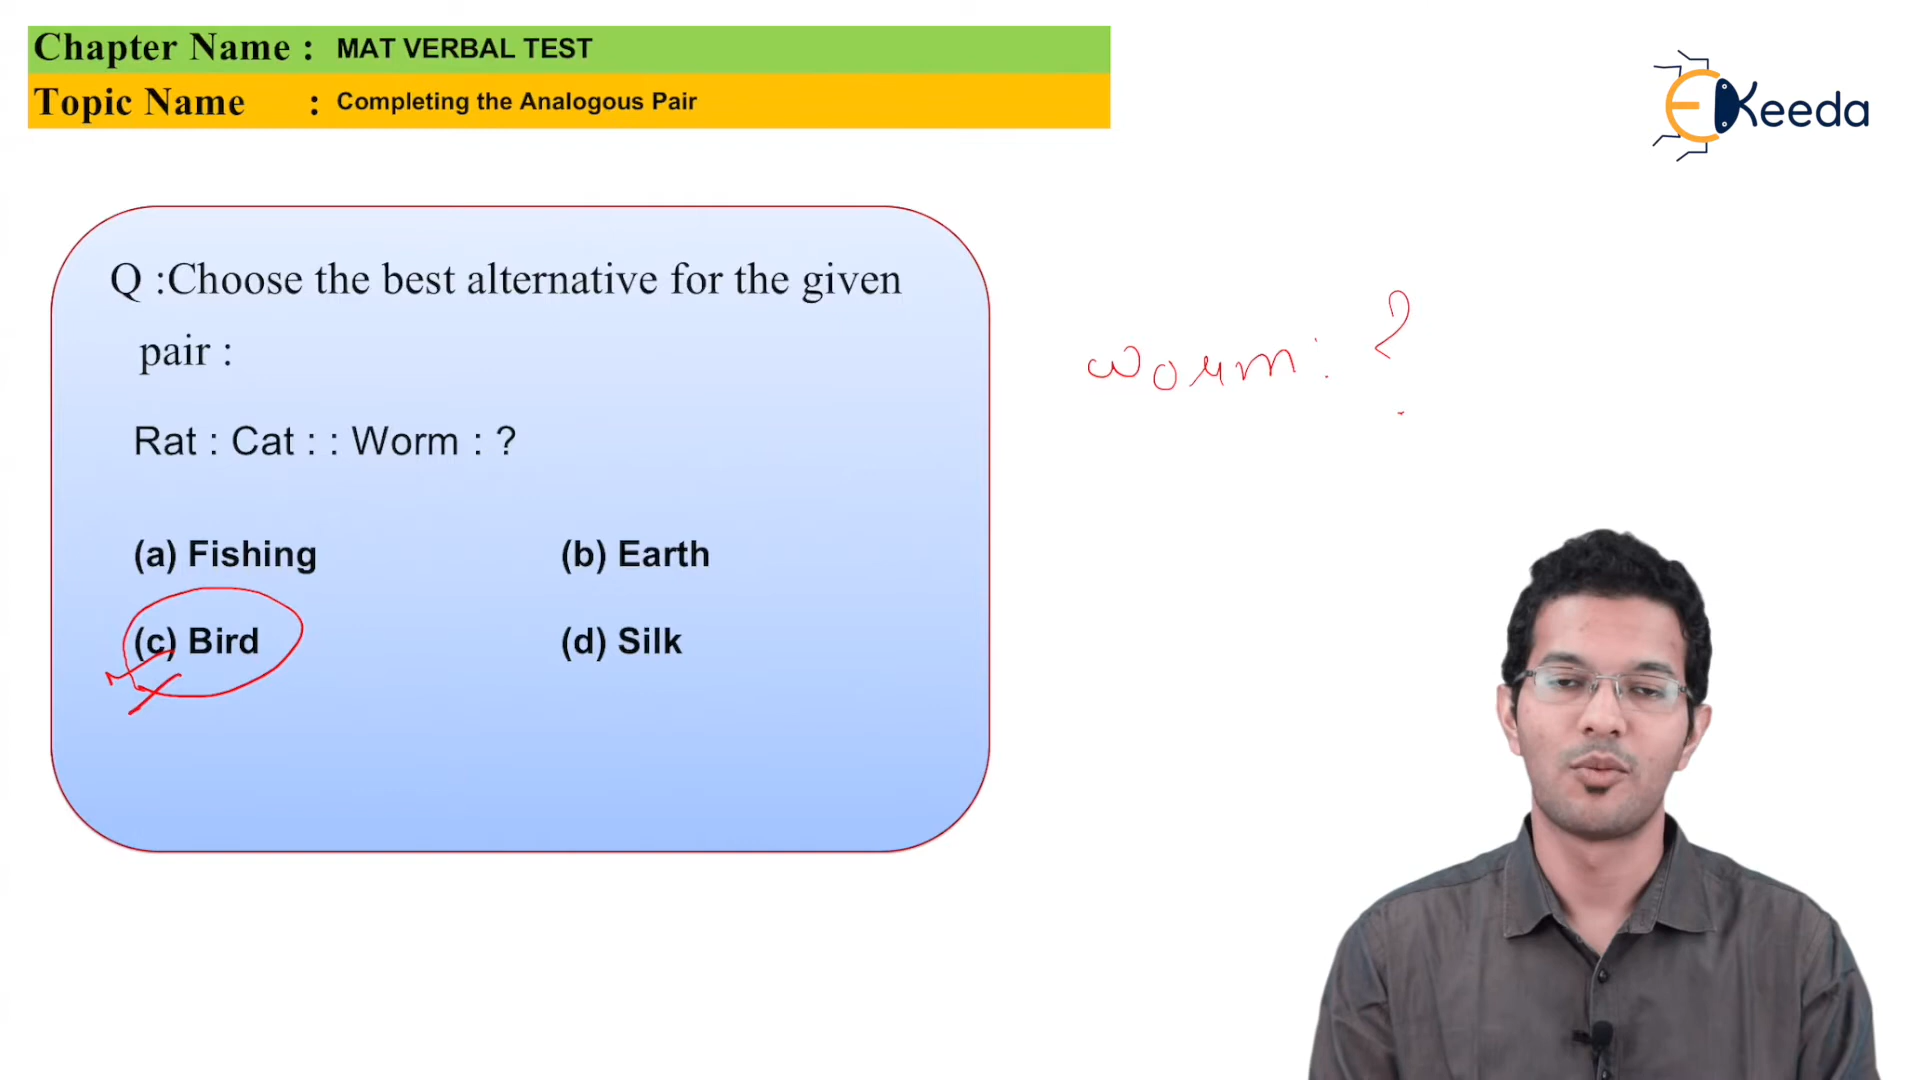 Chapter Name : MAT VERBAL TEST
Topic Name : Completing the Analogous Pair
EKeeda
Q :Choose the best alternative for the given
pair :
worm : ?
Rat : Cat : : Worm : ?
(a) Fishing (b) Earth
(c) Bird (d) Silk